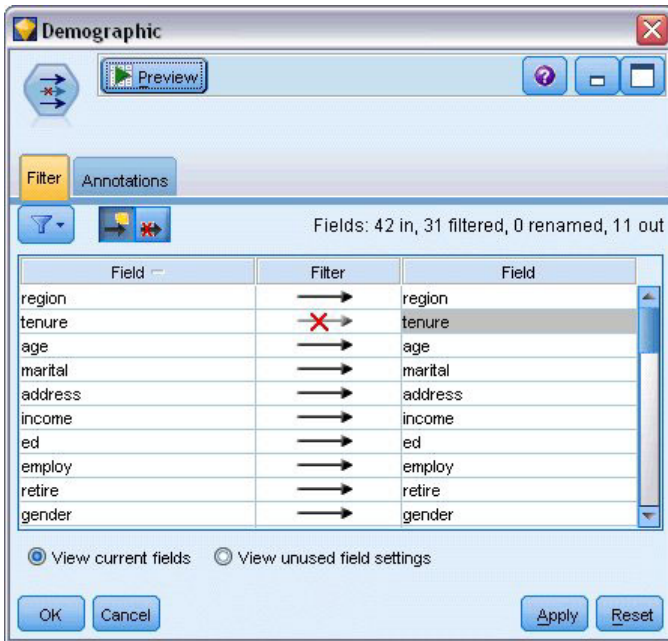 Demographic
Preview
Filter Annotations
Fields: 42 in, 31 filtered, 0 renamed, 11 out
Field Filter Field
region region
tenure tenure
age age
marital marital
address address
income income
ed ed
employ employ
retire retire
gender gender
View current fields View unused field settings
OK Cancel Apply Reset